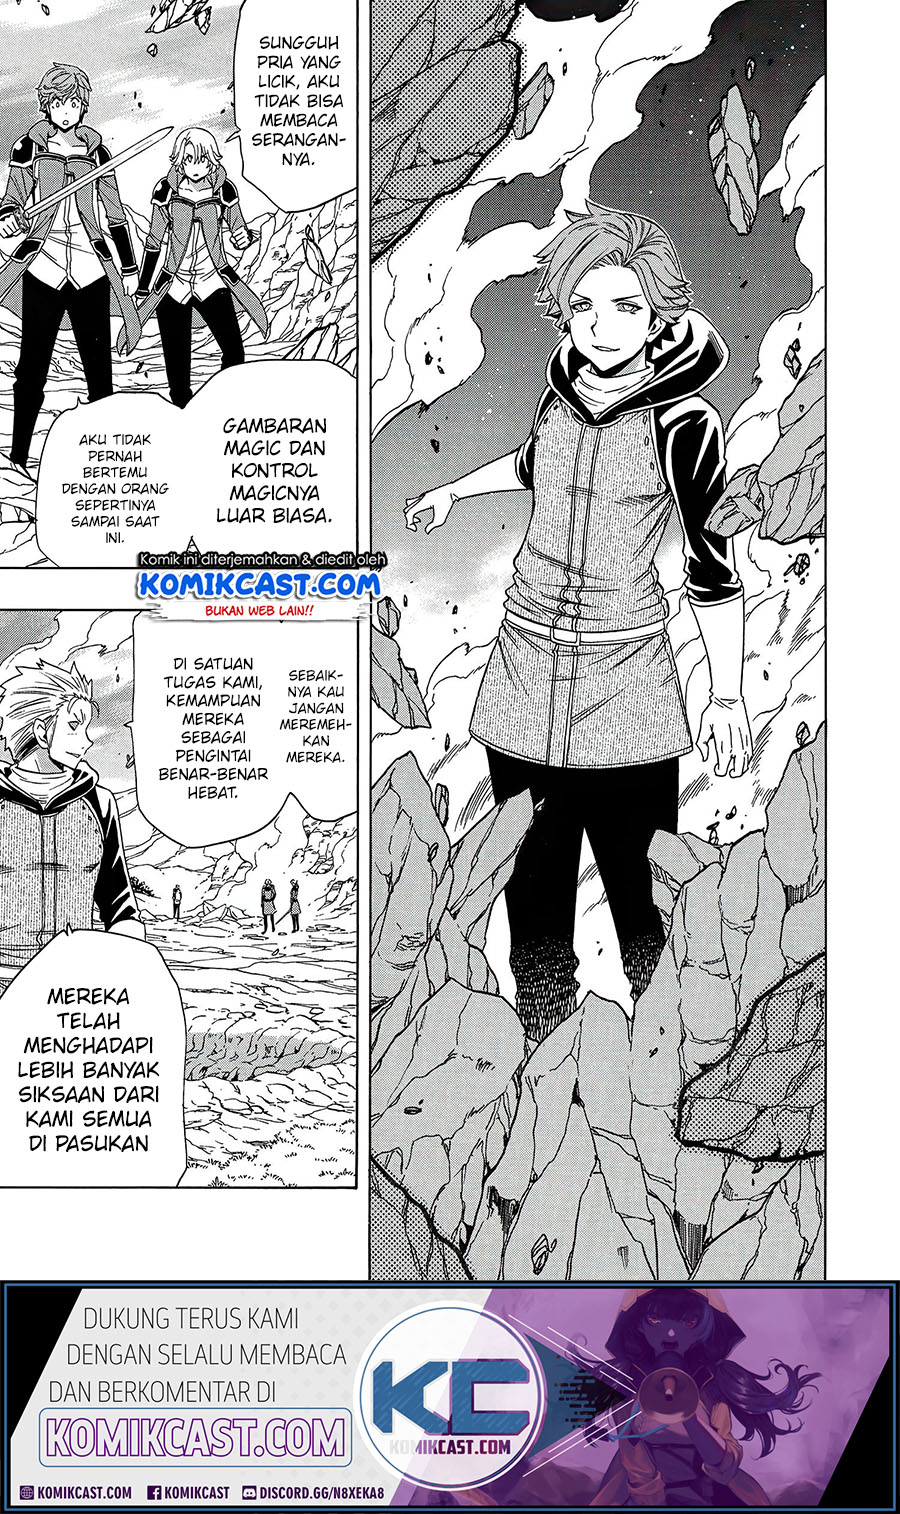 SUNGGUH
PRIA YANG
LICIK, AKU
TIDAK BISA
MEMBACA
SERANGAN-
NYA.
GAMBARAN
MAGIC DAN
KONTROL
MAGICNYA
LUAR BIASA.
AKU TIDAK
PERNAH
BERTEMU
DENGAN ORANG
SEPERTINYA
SAMPAI SAAT
INI.
Komik ini diterjemahkan & diedit oleh
KOMIKCAST.COM
BUKAN WEB LAIN!!
SEBAIK-
NYA KAU
JANGAN
MEREMEH-
KAN
MEREKA.
DI SATUAN
TUGAS KAMI,
KEMAMPUAN
MEREKA
SEBAGAI
PENGINTAI
BENAR-BENAR
HEBAT.
MEREKA
TELAH
MENGHADAPI
LEBIH BANYAK
SIKSAAN DARI
KAMI SEMUA
DI PASUKAN
DUKUNG TERUS KAMI
DENGAN SELALU MEMBACA
DAN BERKOMENTAR DI
KOMIKCAST.COM
KOMIKCAST.COM KOMIKCAST DISCORD.GG/N8XEKA8
KC
KOMIKCAST.COM